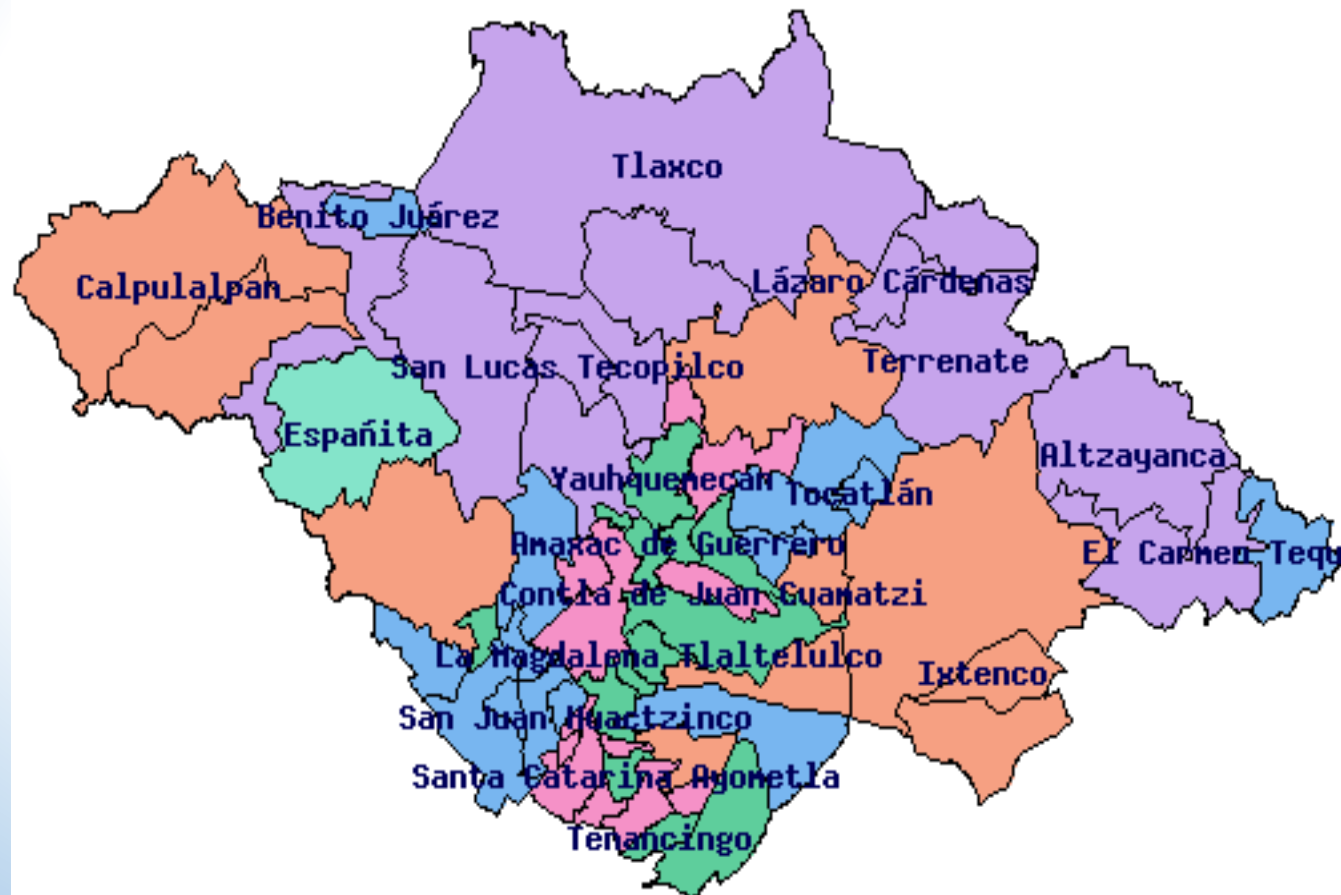 Tlaxco
Benito Juárez
Calpulalpan
Lázaro Cárdenas
San Lucas Tecopilco
Terrenate
Españita
Altzayanca
Yauhquemecan
Tocatlán
Amaxac de Guerrero
El Carmen Tequ
Contla de Juan Cuamatzi
La Magdalena Tlaltelulco
Ixtenco
San Juan Huactzinco
Santa Catarina Ayometla
Tenancingo